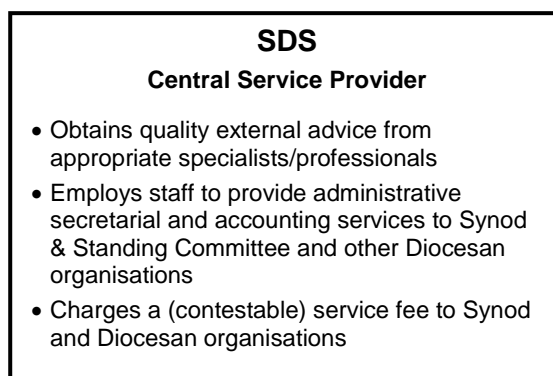 SDS
Central Service Provider
• Obtains quality external advice from
appropriate specialists/professionals
• Employs staff to provide administrative
secretarial and accounting services to Synod
& Standing Committee and other Diocesan
organisations
• Charges a (contestable) service fee to Synod
and Diocesan organisations